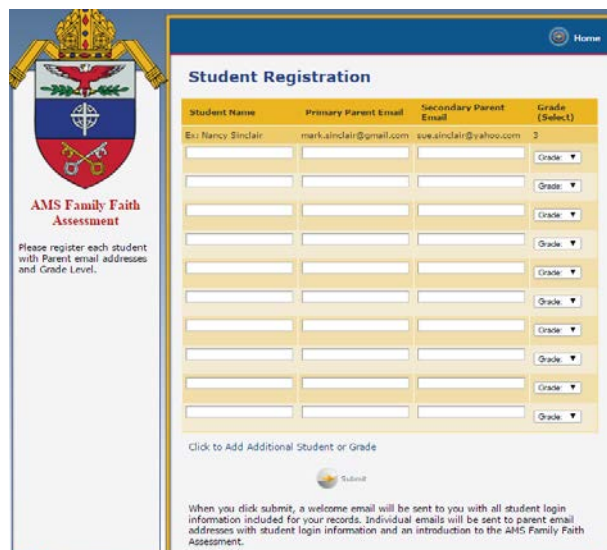 Home
Student Registration
Student Name Primary Parent Email Secondary Parent Email Grade (Select)
Ex: Nancy Sinclair mark.sinclair@gmail.com sue.sinclair@yahoo.com 3
Grade:
Grade:
Grade:
Grade:
Grade:
Grade:
Grade:
Grade:
Grade:
Grade:
AMS Family Faith
Assessment
Please register each student
with Parent email addresses
and Grade Level.
Click to Add Additional Student or Grade
Submit
When you click submit, a welcome email will be sent to you with all student login
information included for your records. Individual emails will be sent to parent email
addresses with student login information and an introduction to the AMS Family Faith
Assessment.